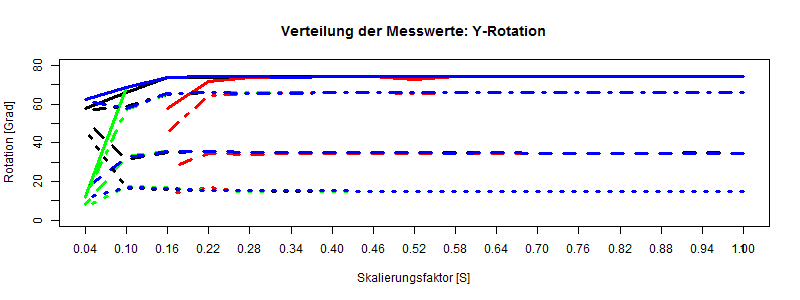 Verteilung der Messwerte: Y-Rotation
Rotation [Grad]
80
60
40
20
0
0.04 0.10 0.16 0.22 0.28 0.34 0.40 0.46 0.52 0.58 0.64 0.70 0.76 0.82 0.88 0.94 1.00
Skalierungsfaktor [S]